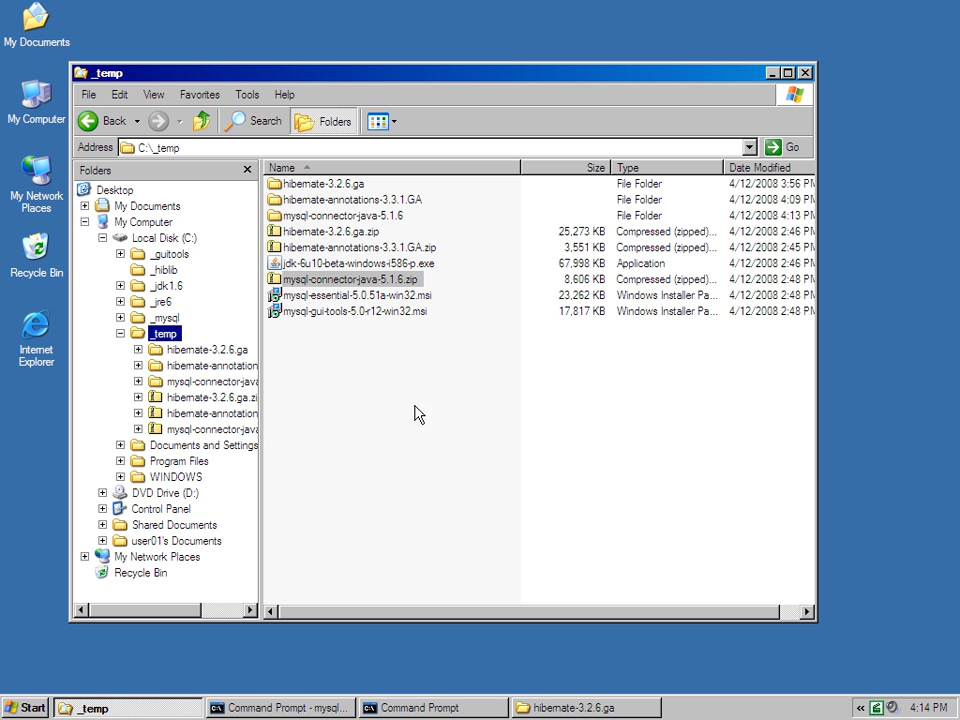 My Documents
My Computer
My Network
Places
Recycle Bin
Internet
Explorer
_temp
File Edit View Favorites Tools Help
Back Search Folders
Address C:\_temp Go
Folders
Desktop
My Documents
My Computer
Local Disk (C:)
_guitools
_hiblib
_jdk1.6
_jre6
_mysql
_temp
hibernate-3.2.6.ga
hibernate-annotation
mysql-connector-java
hibernate-3.2.6.ga.zi
hibernate-annotation
mysql-connector-java
Documents and Settings
Program Files
WINDOWS
DVD Drive (D:)
Control Panel
Shared Documents
user01's Documents
My Network Places
Recycle Bin
Name Size Type Date Modified
hibernate-3.2.6.ga File Folder 4/12/2008 3:56 PM
hibernate-annotations-3.3.1.GA File Folder 4/12/2008 4:09 PM
mysql-connector-java-5.1.6 File Folder 4/12/2008 4:13 PM
hibernate-3.2.6.ga.zip 25,273 KB Compressed (zipped)... 4/12/2008 2:46 PM
hibernate-annotations-3.3.1.GA.zip 3,551 KB Compressed (zipped)... 4/12/2008 2:45 PM
jdk-6u10-beta-windows-i586-p.exe 67,998 KB Application 4/12/2008 2:46 PM
mysql-connector-java-5.1.6.zip 8,606 KB Compressed (zipped)... 4/12/2008 2:48 PM
mysql-essential-5.0.51a-win32.msi 23,262 KB Windows Installer Pa... 4/12/2008 2:48 PM
mysql-gui-tools-5.0-r12-win32.msi 17,817 KB Windows Installer Pa... 4/12/2008 2:48 PM
Start _temp Command Prompt - mysql... Command Prompt hibernate-3.2.6.ga « 4:14 PM